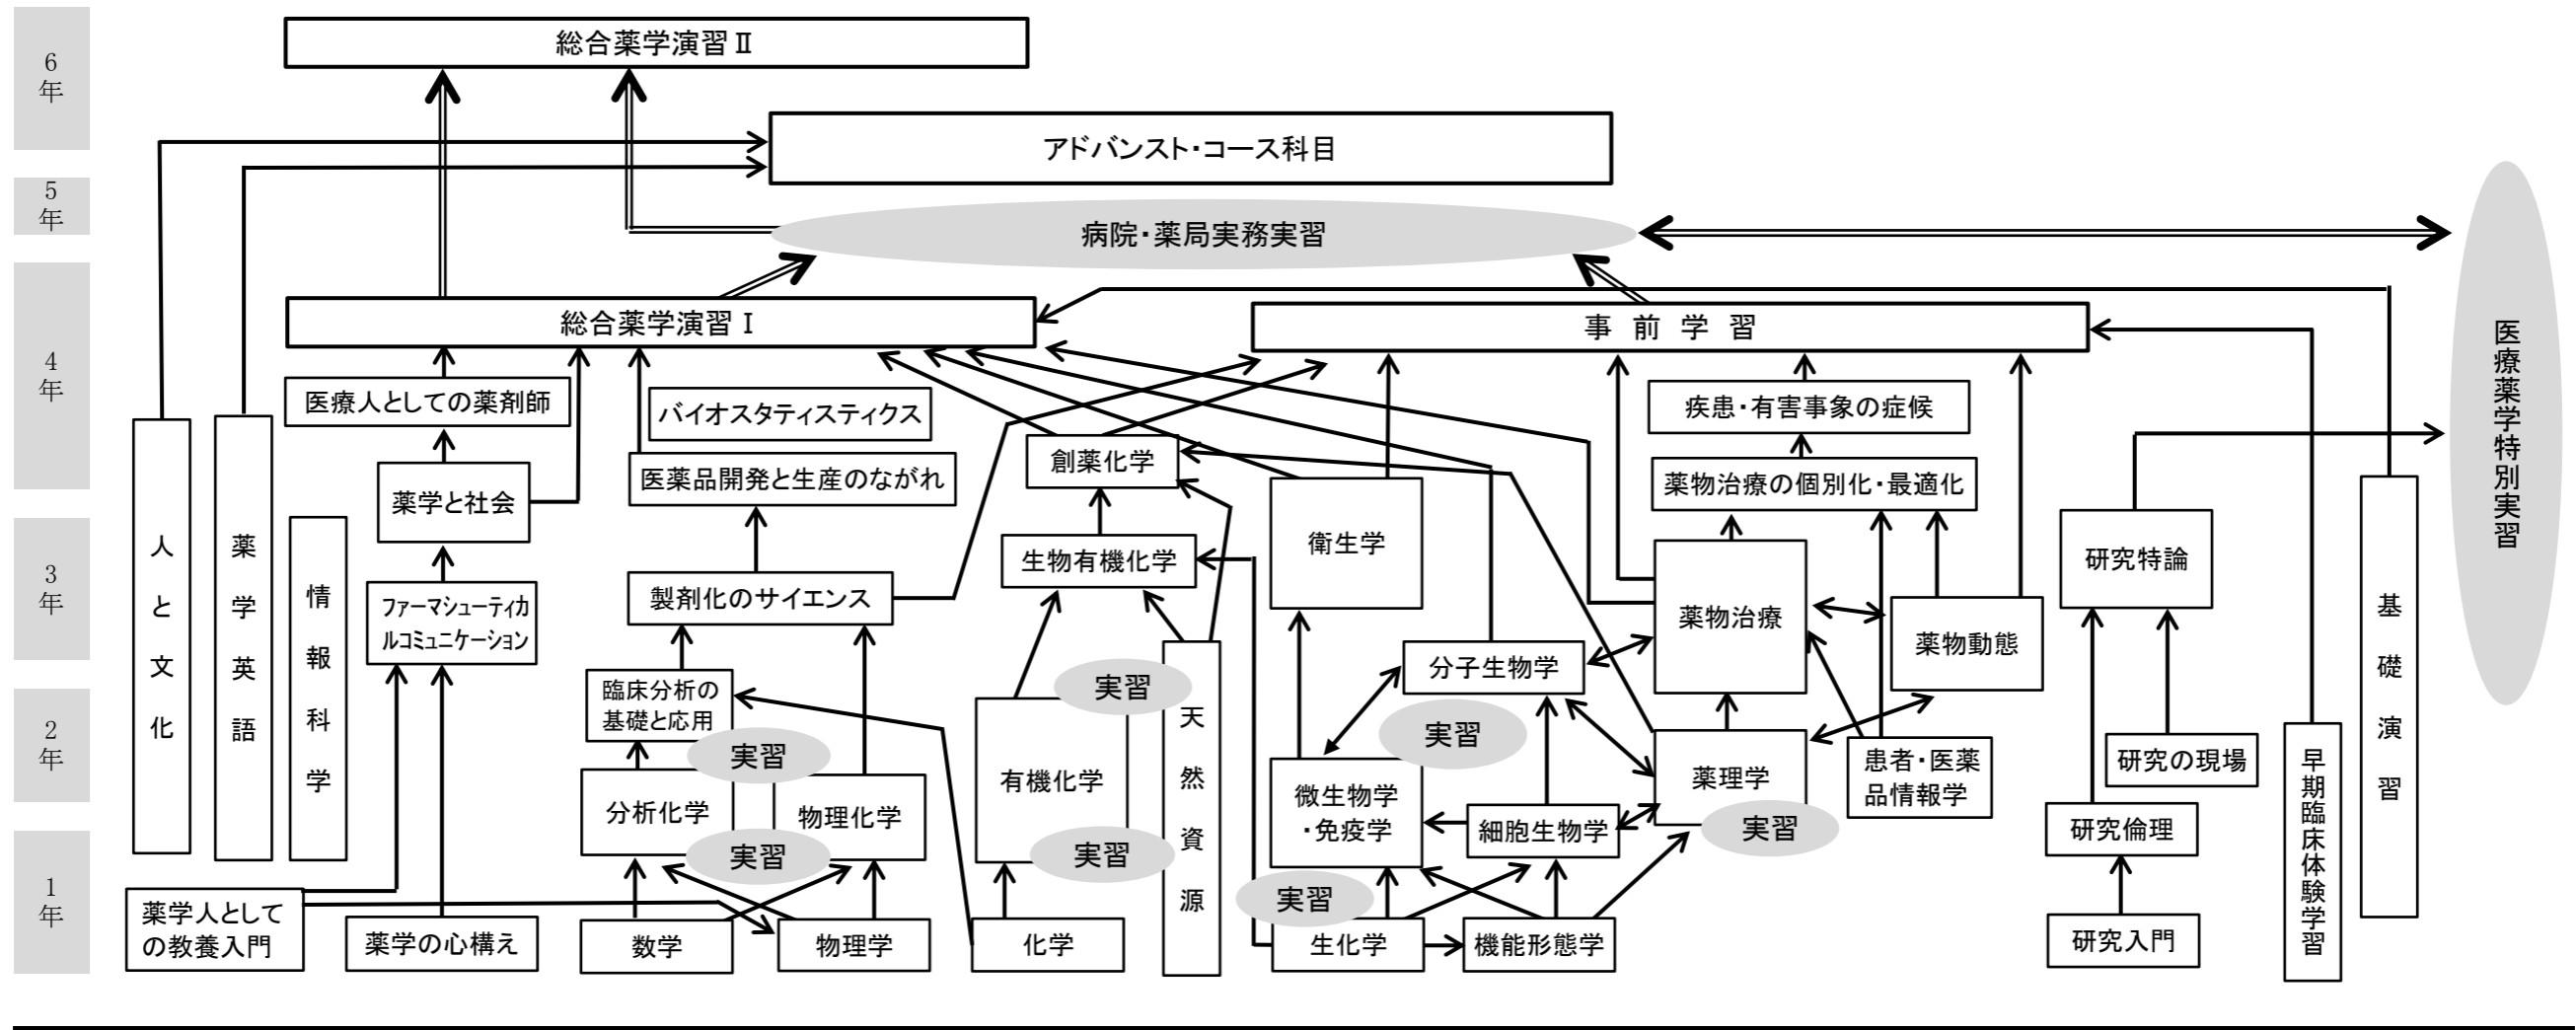 6
年
総合薬学演習Ⅱ
アドバンスト・コース科目
5
年
病院・薬局実務実習
4
年
総合薬学演習Ⅰ
事前学習
医療薬学特別実習
医療人としての薬剤師
バイオスタティスティクス
疾患・有害事象の症候
創薬化学
薬学と社会
医薬品開発と生産のながれ
薬物治療の個別化・最適化
人と文化
薬学英語
情報科学
3
年
衛生学
生物有機化学
研究特論
ファーマシューティカ
ルコミュニケーション
製剤化のサイエンス
薬物治療
薬物動態
基礎演習
分子生物学
2
年
臨床分析の
基礎と応用
実習
実習
実習
天然資源
有機化学
分析化学
物理化学
微生物学
・免疫学
薬理学
患者・医薬
品情報学
研究の現場
早期臨床体験学習
細胞生物学
実習
研究倫理
実習
実習
1
年
実習
薬学人として
の教養入門
薬学の心構え
数学
物理学
化学
生化学
機能形態学
研究入門